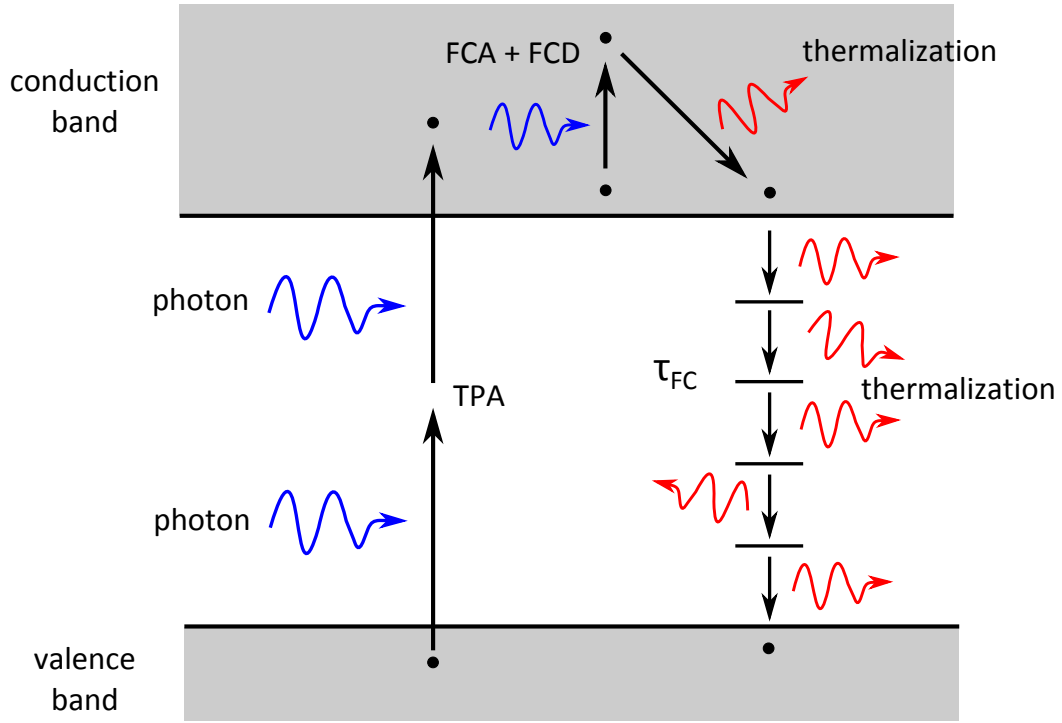 FCA + FCD
thermalization
conduction
band
photon
τFC
thermalization
TPA
photon
valence
band